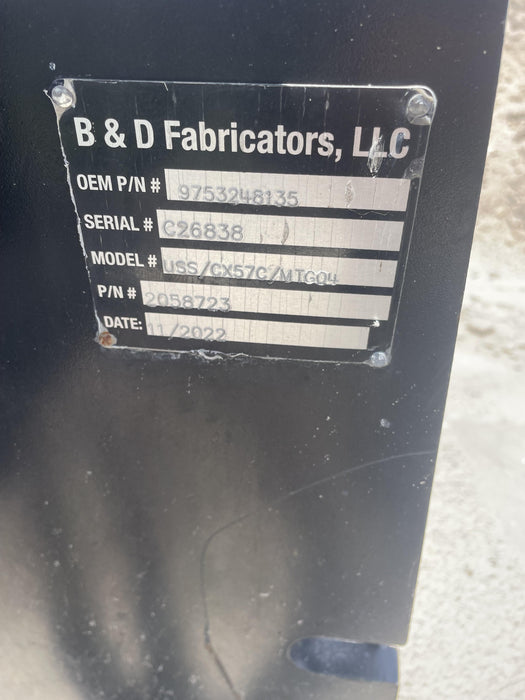 B & D Fabricators, LLC
OEM P/N # 9753248135
SERIAL # C26838
MODEL # USS/CX57C/MTG04
P/N # 2058723
DATE: 11/2022